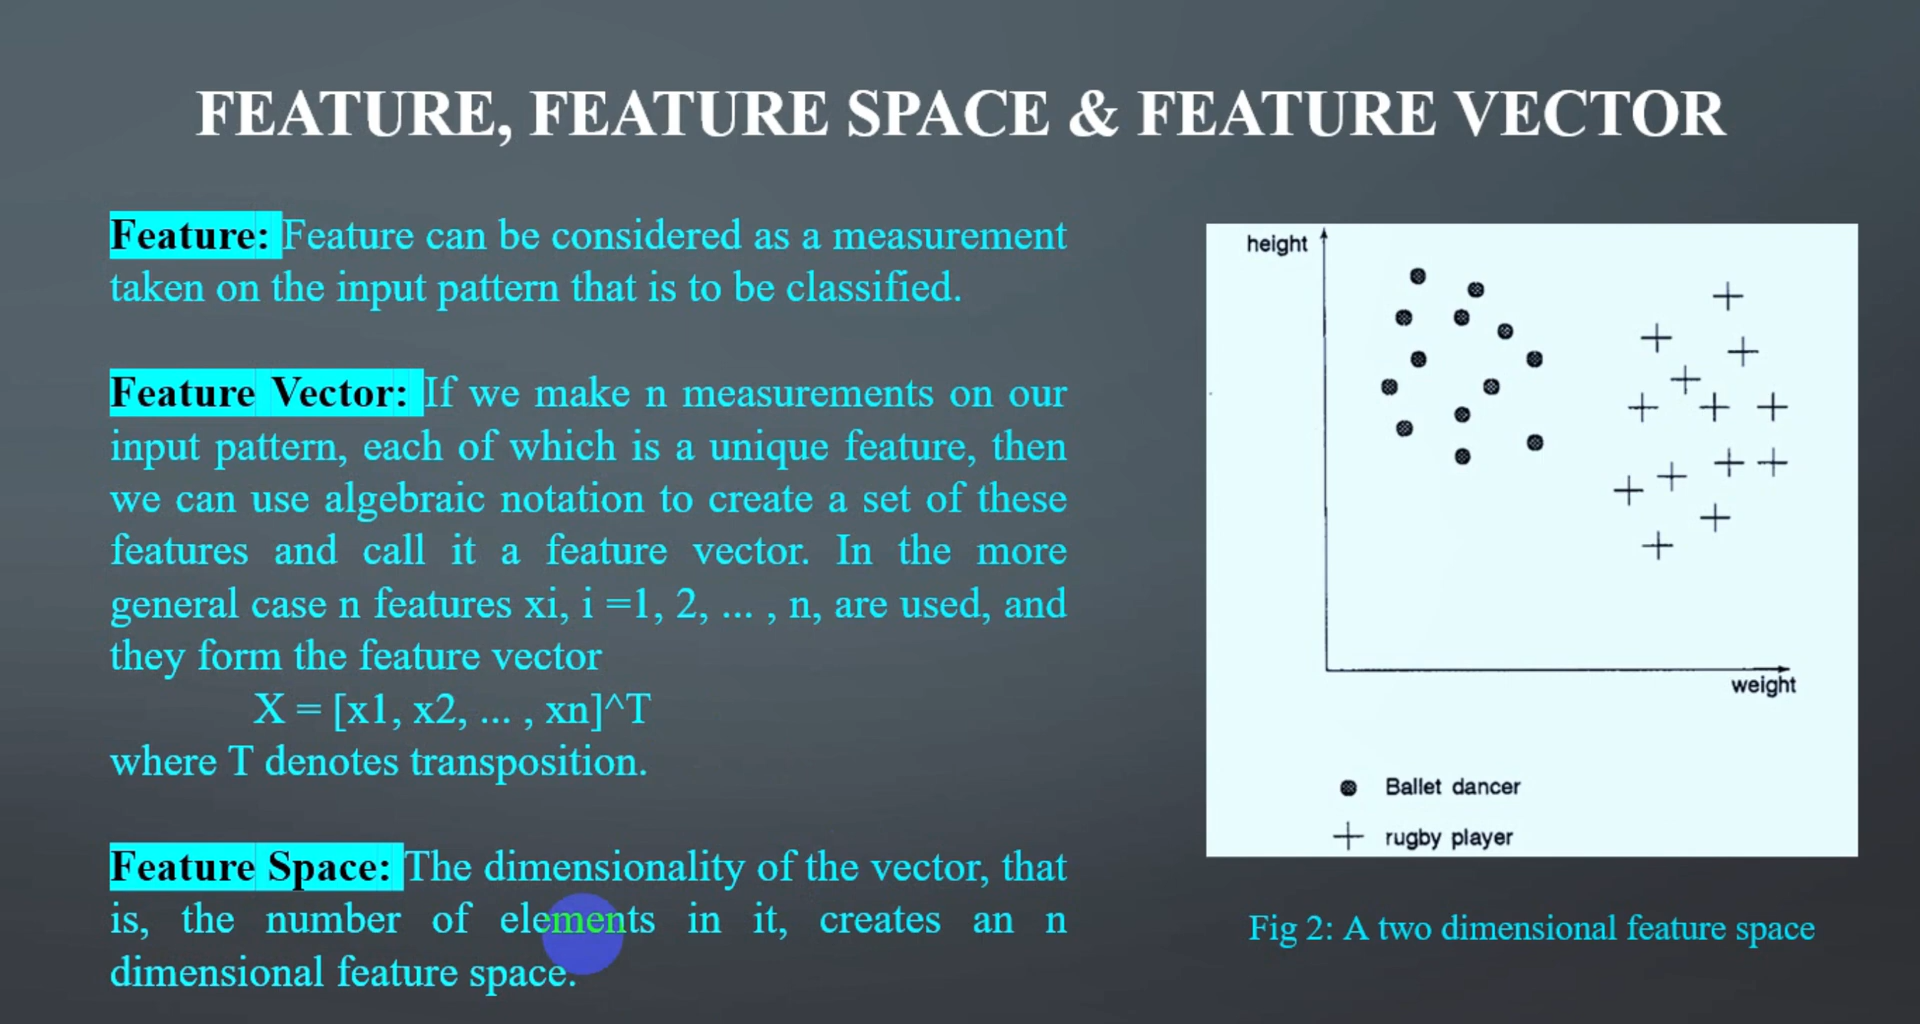 FEATURE, FEATURE SPACE & FEATURE VECTOR
Feature: Feature can be considered as a measurement
taken on the input pattern that is to be classified.
Feature Vector: If we make n measurements on our
input pattern, each of which is a unique feature, then
we can use algebraic notation to create a set of these
features and call it a feature vector. In the more
general case n features xi, i =1, 2, ... , n, are used, and
they form the feature vector
X = [x1, x2, ... , xn]^T
where T denotes transposition.
Feature Space: The dimensionality of the vector, that
is, the number of elements in it, creates an n
dimensional feature space.
height
weight
Ballet dancer
rugby player
Fig 2: A two dimensional feature space